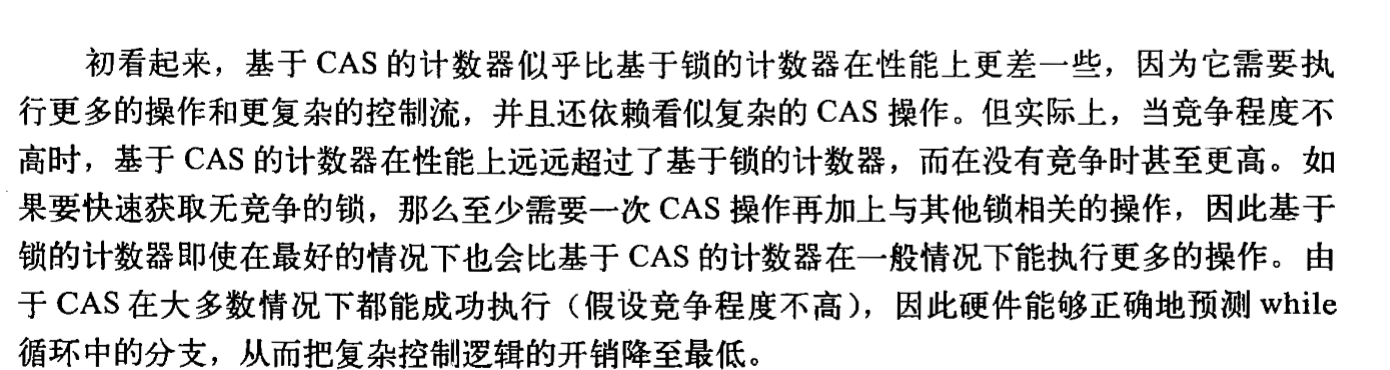 初看起来，基于 CAS 的计数器似乎比基于锁的计数器在性能上更差一些，因为它需要执
行更多的操作和更复杂的控制流，并且还依赖看似复杂的 CAS 操作。但实际上，当竞争程度不
高时，基于 CAS 的计数器在性能上远远超过了基于锁的计数器，而在没有竞争时甚至更高。如
果要快速获取无竞争的锁，那么至少需要一次 CAS 操作再加上与其他锁相关的操作，因此基于
锁的计数器即使在最好的情况下也会比基于 CAS 的计数器在一般情况下能执行更多的操作。由
于 CAS 在大多数情况下都能成功执行（假设竞争程度不高），因此硬件能够正确地预测 while
循环中的分支，从而把复杂控制逻辑的开销降至最低。